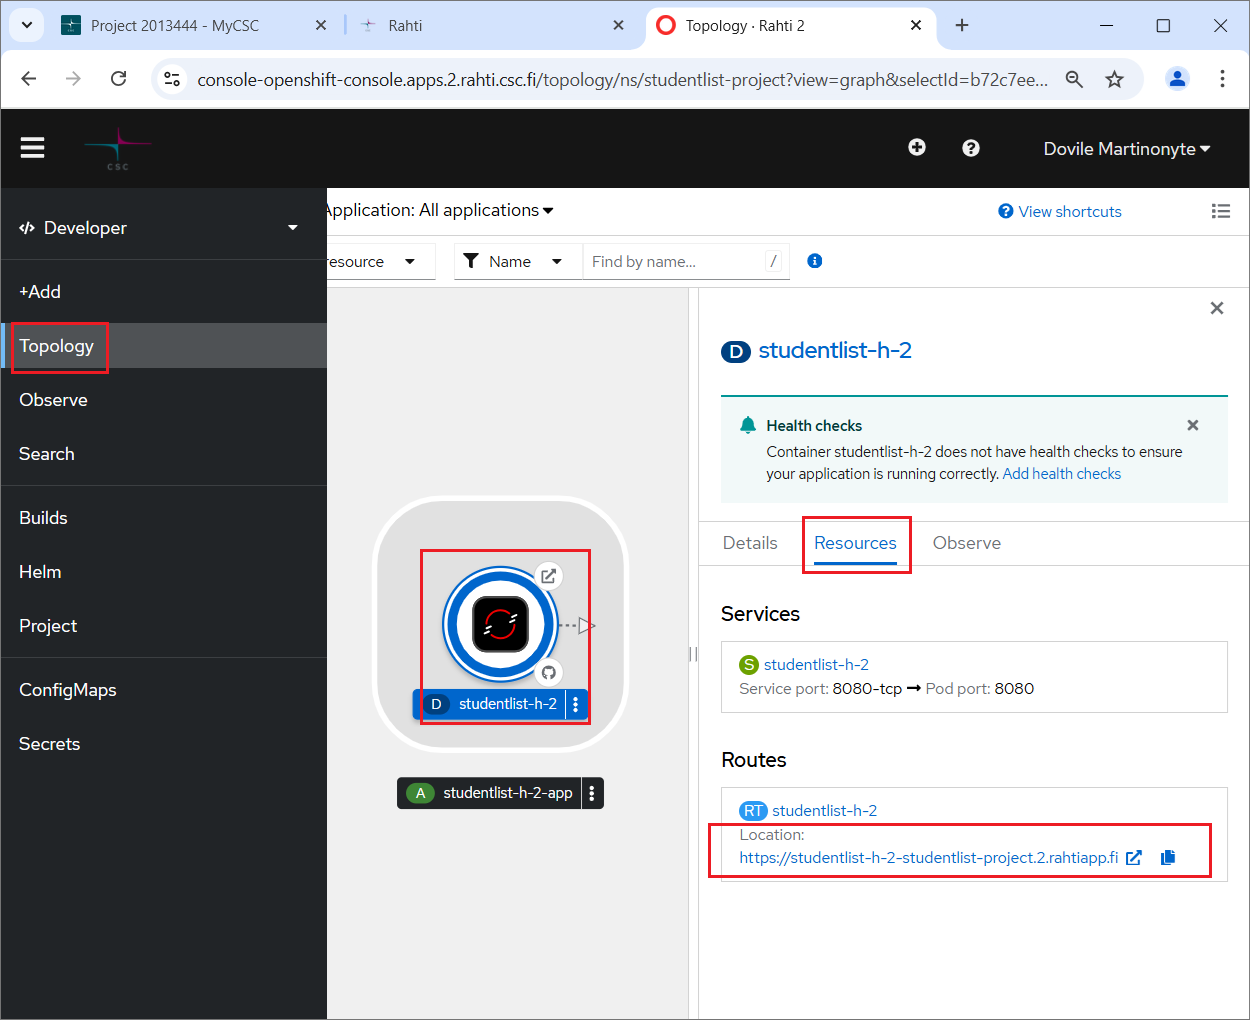 Project 2013444 - MyCSC
Rahti
Topology · Rahti 2
console-openshift-console.apps.2.rahti.csc.fi/topology/ns/studentlist-project?view=graph&selectId=b72c7ee...
CSC
Dovile Martinonyte
Developer
+Add
Topology
Observe
Search
Builds
Helm
Project
ConfigMaps
Secrets
Application: All applications
View shortcuts
resource
Name
Find by name...
/
D studentlist-h-2
A studentlist-h-2-app
D studentlist-h-2
Health checks
Container studentlist-h-2 does not have health checks to ensure
your application is running correctly. Add health checks
Details
Resources
Observe
Services
S studentlist-h-2
Service port: 8080-tcp → Pod port: 8080
Routes
RT studentlist-h-2
Location:
https://studentlist-h-2-studentlist-project.2.rahtiapp.fi